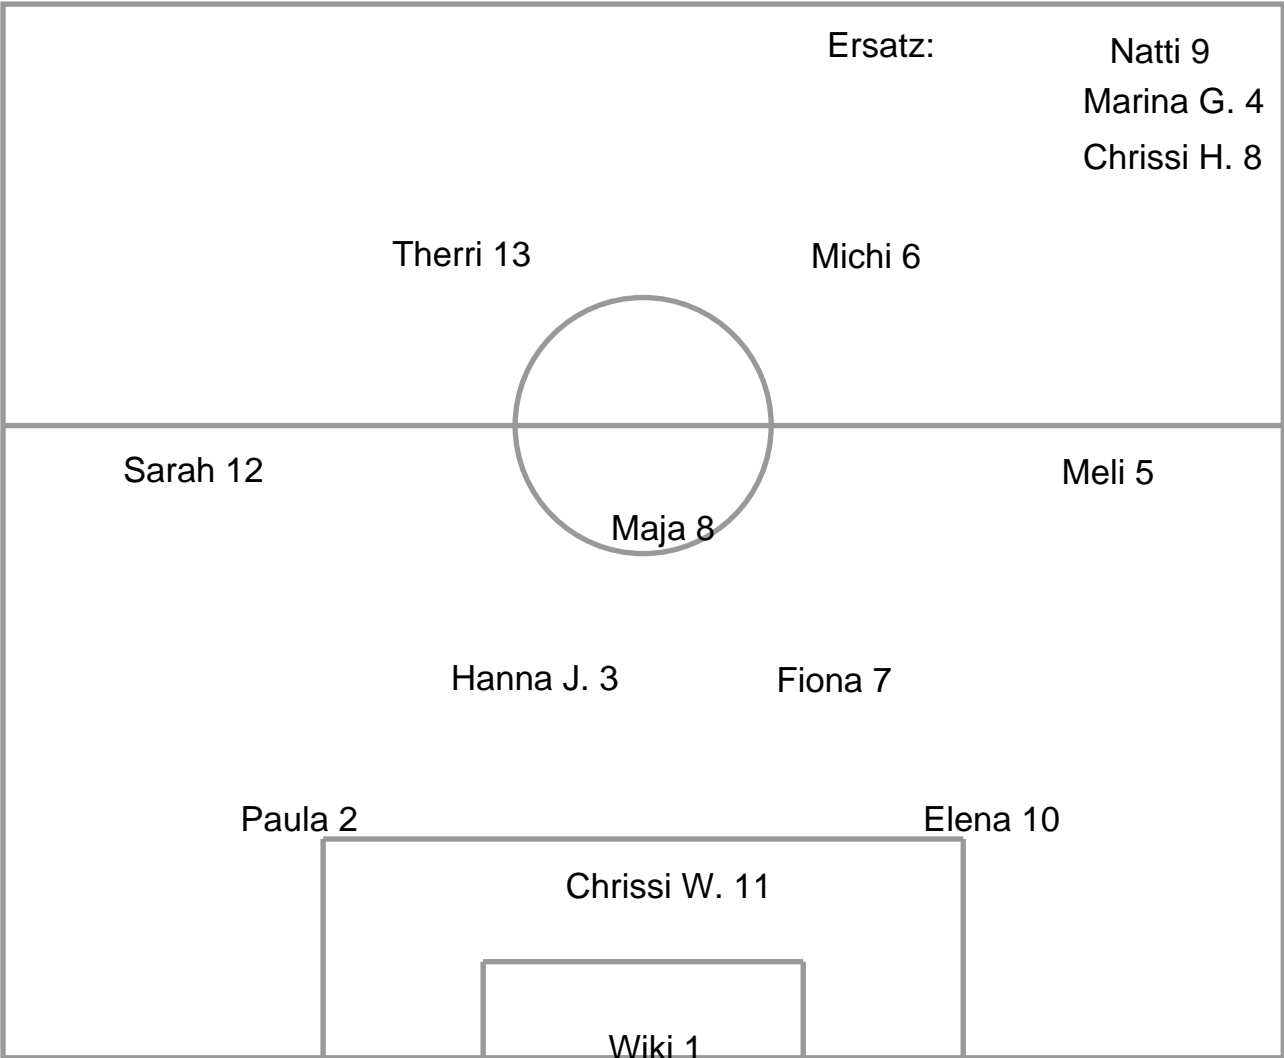 Ersatz: Natti 9
Marina G. 4
Chrissi H. 8
Therri 13 Michi 6
Sarah 12 Meli 5
Maja 8
Hanna J. 3 Fiona 7
Paula 2 Elena 10
Chrissi W. 11
Wiki 1